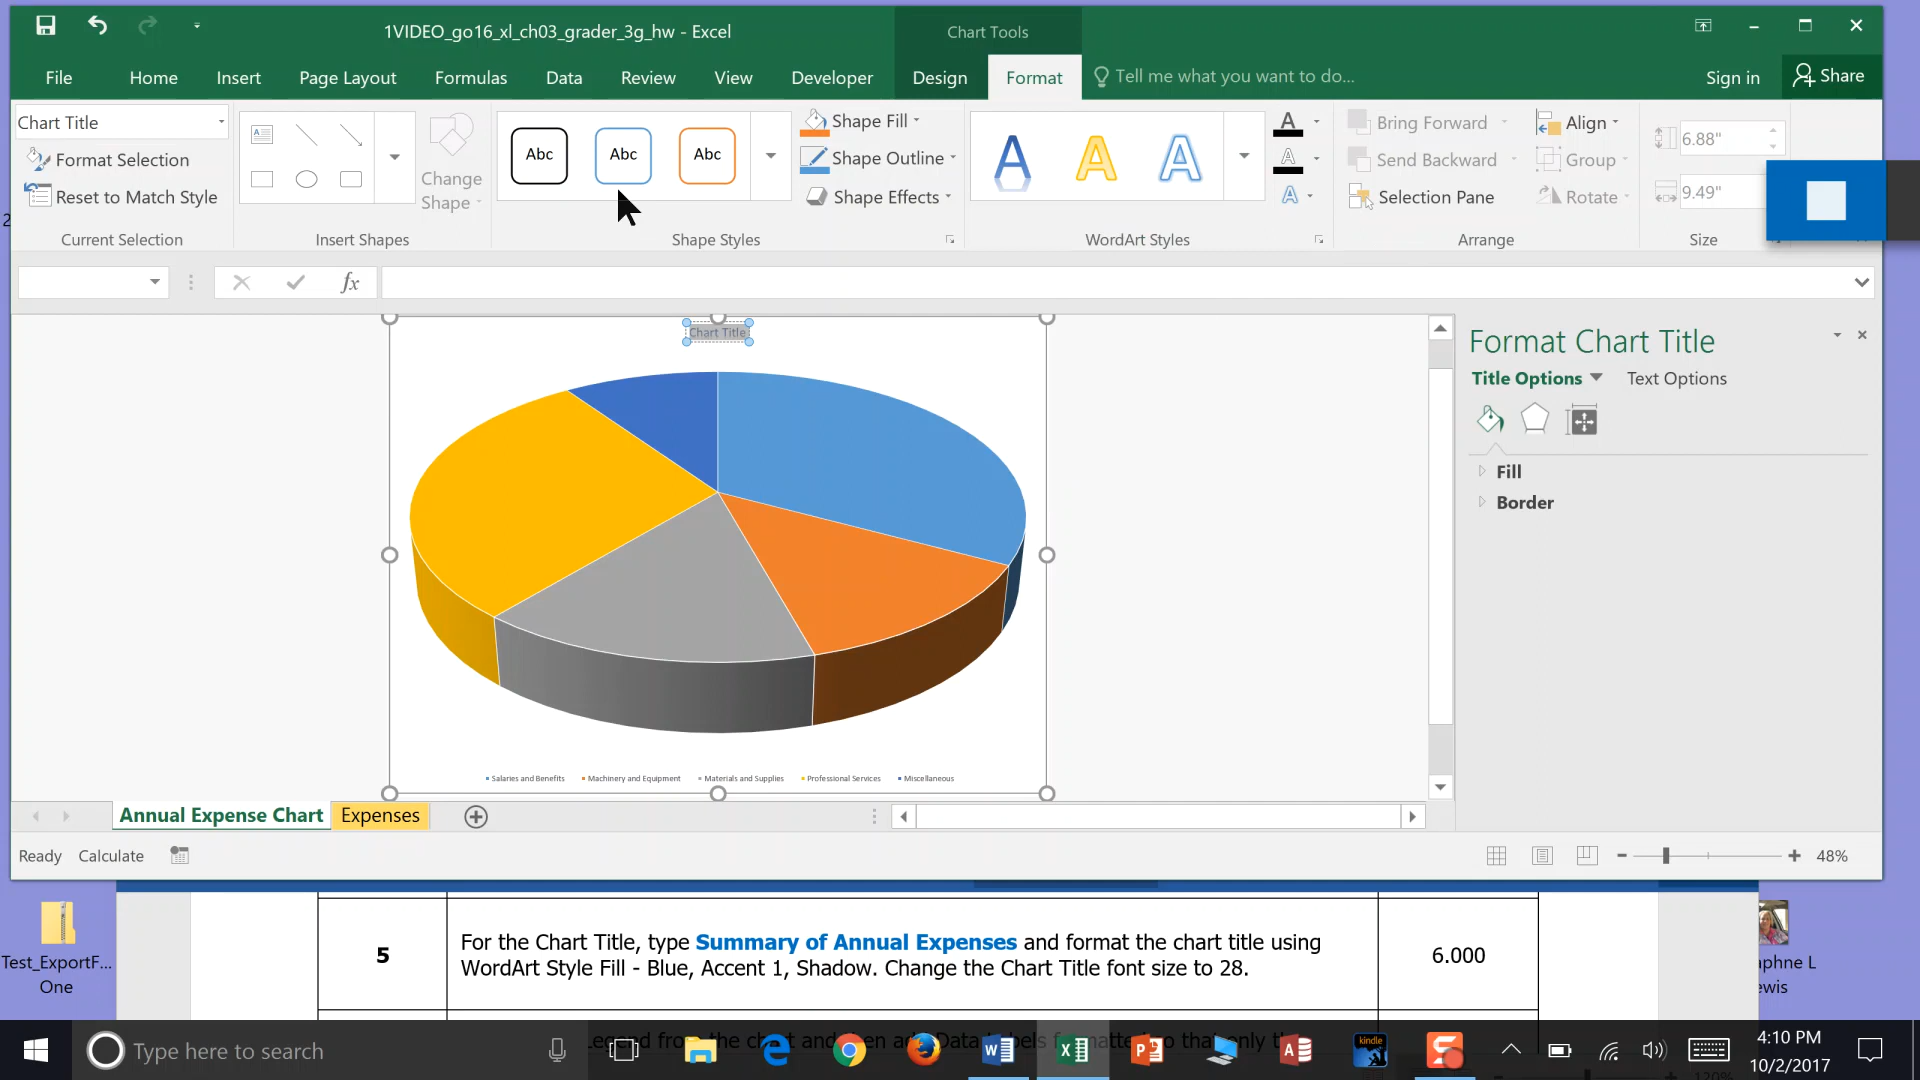 1VIDEO_go16_xl_ch03_grader_3g_hw - Excel
Chart Tools
File Home Insert Page Layout Formulas Data Review View Developer Design Format Tell me what you want to do... Sign in Share
Chart Title
Format Selection
Reset to Match Style
Current Selection
Change Shape
Insert Shapes
Abc Abc Abc
Shape Fill
Shape Outline
Shape Effects
Shape Styles
A A A
A
A
A
WordArt Styles
Bring Forward
Send Backward
Selection Pane
Align
Group
Rotate
Arrange
6.88"
9.49"
Size
fx
Chart Title
Salaries and Benefits Machinery and Equipment Materials and Supplies Professional Services Miscellaneous
Format Chart Title
Title Options Text Options
Fill
Border
Annual Expense Chart Expenses
Ready Calculate 48%
Test_ExportF...
One
5
For the Chart Title, type Summary of Annual Expenses and format the chart title using
WordArt Style Fill - Blue, Accent 1, Shadow. Change the Chart Title font size to 28.
6.000
aphne L
ewis
Type here to search
kindle
4:10 PM
10/2/2017